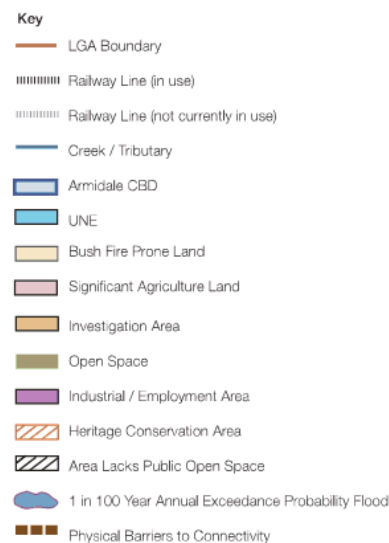 Key
LGA Boundary
Railway Line (in use)
Railway Line (not currently in use)
Creek / Tributary
Armidale CBD
UNE
Bush Fire Prone Land
Significant Agriculture Land
Investigation Area
Open Space
Industrial / Employment Area
Heritage Conservation Area
Area Lacks Public Open Space
1 in 100 Year Annual Exceedance Probability Flood
Physical Barriers to Connectivity